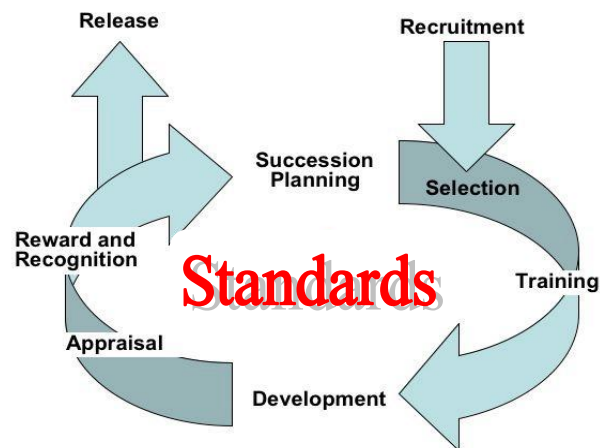 Release
Recruitment
Succession
Planning
Selection
Reward and
Recognition
Standards
Training
Appraisal
Development